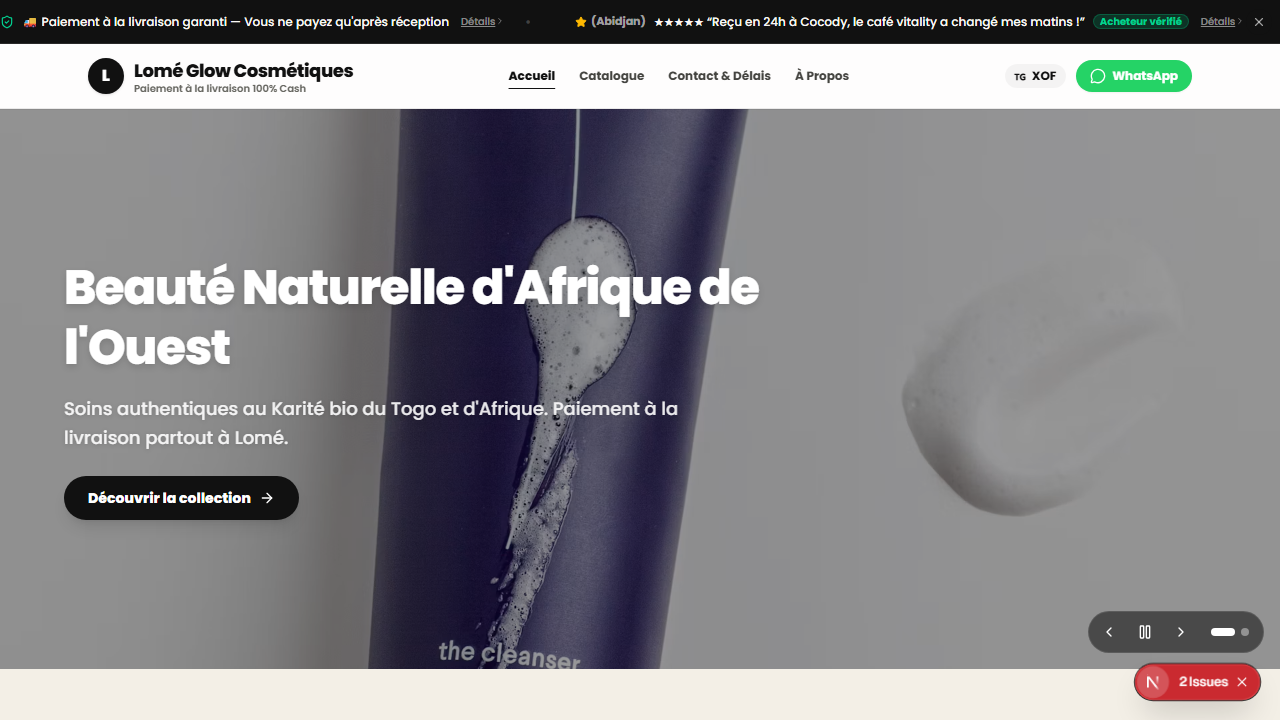 🚚 Paiement à la livraison garanti — Vous ne payez qu'après réception Détails › • ⭐ (Abidjan) ★★★★★ “Reçu en 24h à Cocody, le café vitality a changé mes matins !” Acheteur vérifié Détails ›
L
Lomé Glow Cosmétiques
Paiement à la livraison 100% Cash
Accueil Catalogue Contact & Délais À Propos
TG XOF WhatsApp
Beauté Naturelle d'Afrique de
l'Ouest
Soins authentiques au Karité bio du Togo et d'Afrique. Paiement à la
livraison partout à Lomé.
Découvrir la collection →
the cleanser
N 2 Issues